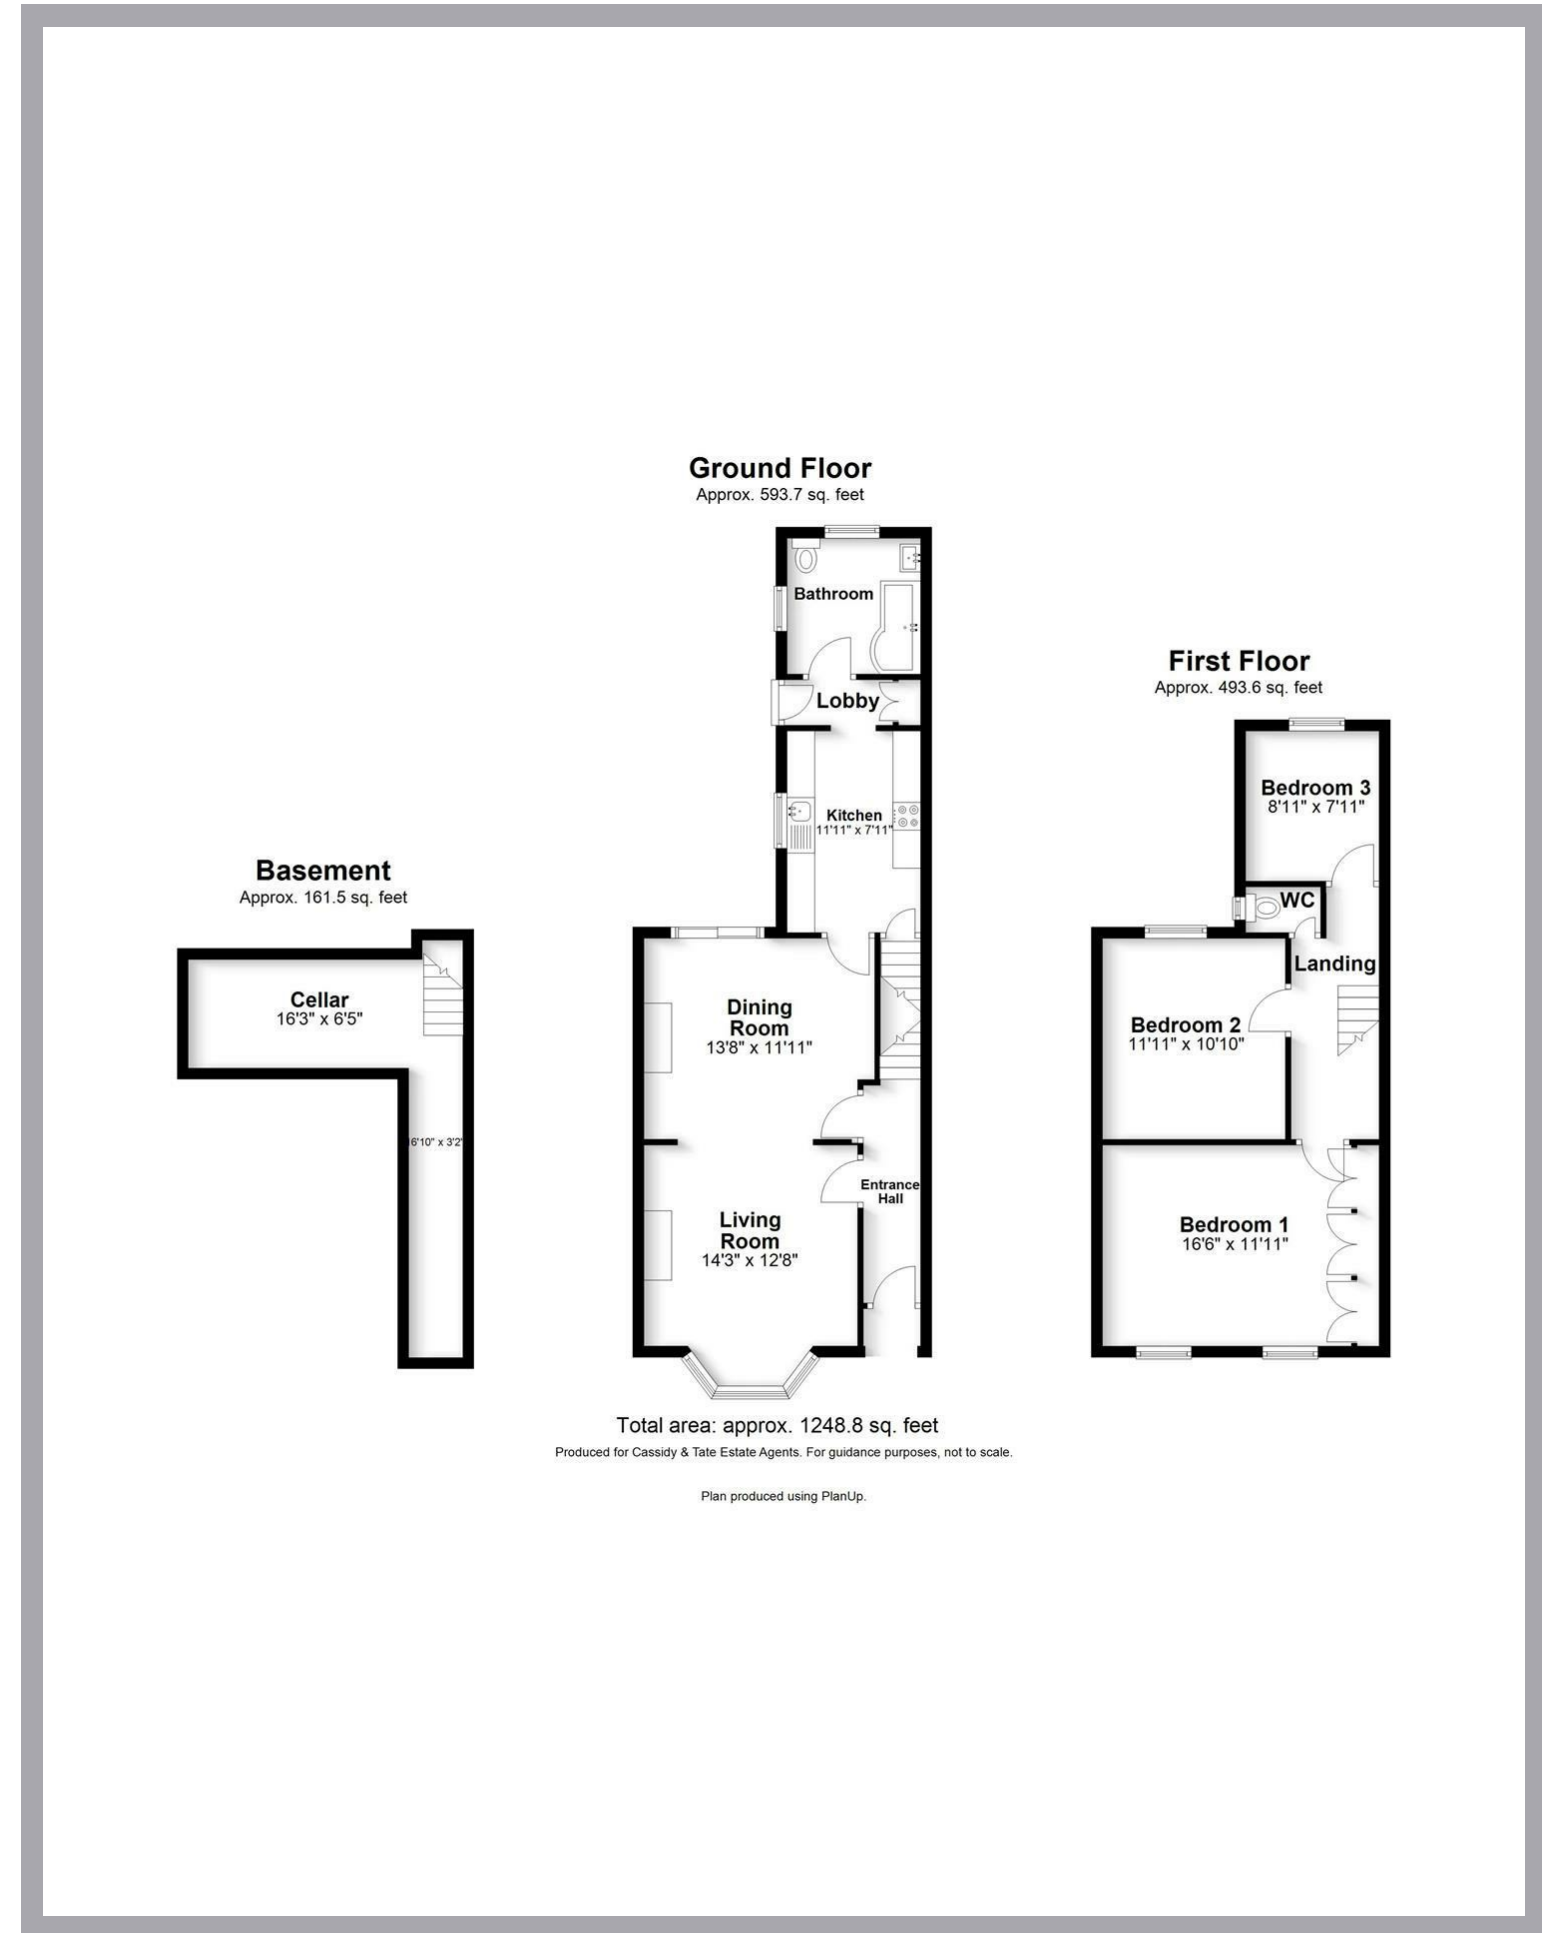 Ground Floor
Approx. 593.7 sq. feet
Bathroom
Lobby
Kitchen
11'11" x 7'11"
Dining
Room
13'8" x 11'11"
Entrance
Hall
Living
Room
14'3" x 12'8"
First Floor
Approx. 493.6 sq. feet
Bedroom 3
8'11" x 7'11"
WC
Landing
Bedroom 2
11'11" x 10'10"
Bedroom 1
16'6" x 11'11"
Basement
Approx. 161.5 sq. feet
Cellar
16'3" x 6'5"
x 3'2"
Total area: approx. 1248.8 sq. feet
Produced for Cassidy & Tate Estate Agents. For guidance purposes, not to scale.
Plan produced using PlanUp.